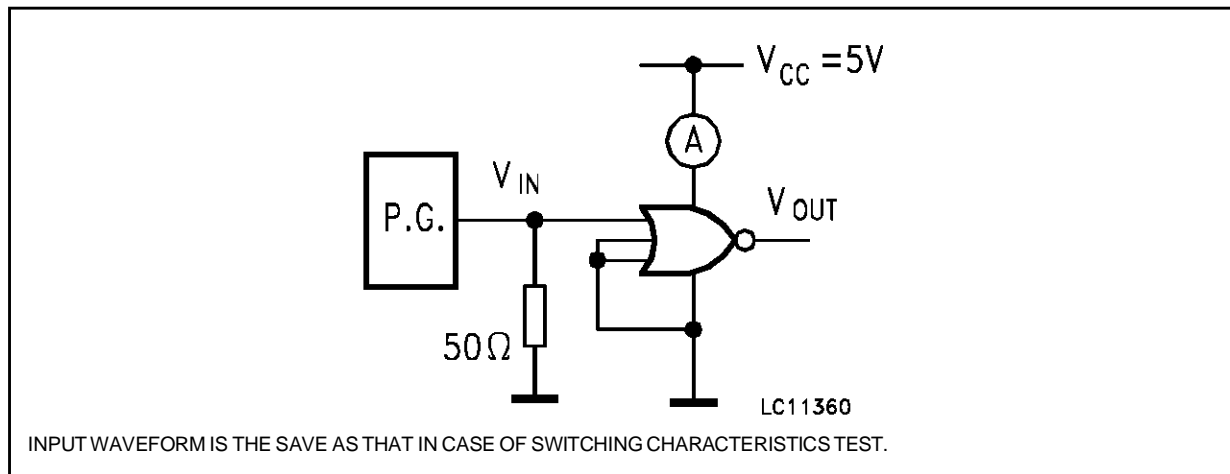 V_CC = 5V
A
V_IN
P.G.
V_OUT
50Ω
LC11360
INPUT WAVEFORM IS THE SAVE AS THAT IN CASE OF SWITCHING CHARACTERISTICS TEST.